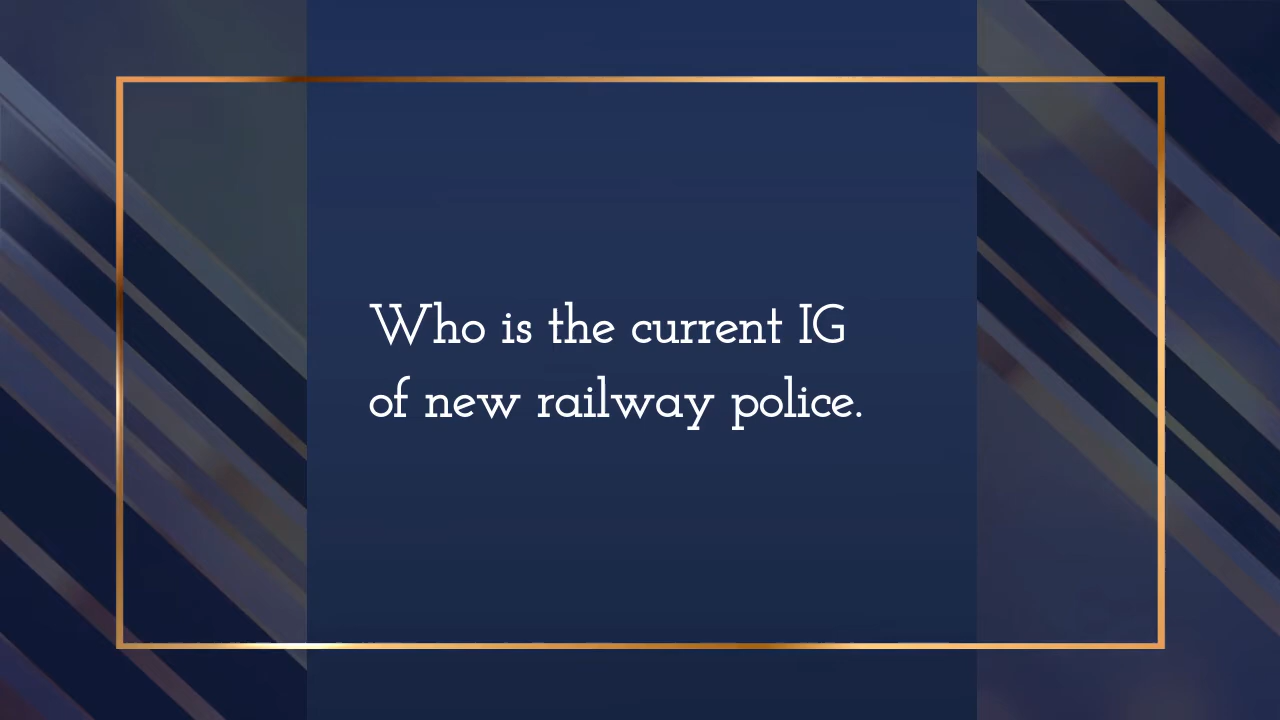 Who is the current IG
of new railway police.